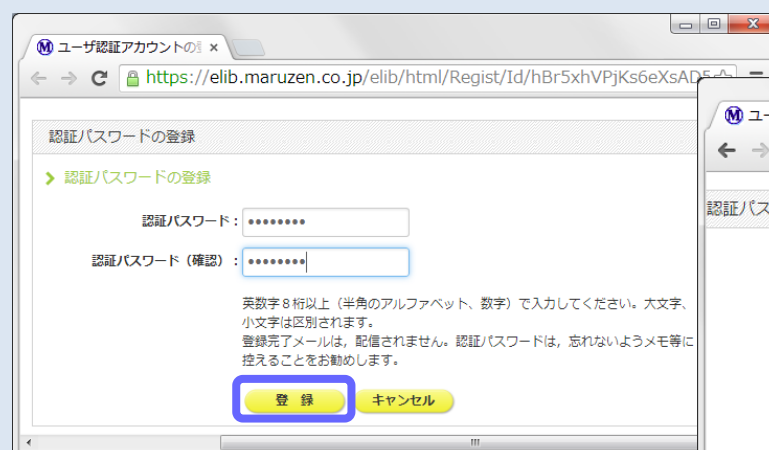 ユーザ認証アカウントの
https://elib.maruzen.co.jp/elib/html/Regist/Id/hBr5xhVPjKs6eXsAD5
ユー
認証パスワードの登録
認証パスワードの登録
認証パス
認証パスワード：
認証パスワード（確認）：
英数字８桁以上（半角のアルファベット、数字）で入力してください。大文字、
小文字は区別されます。
登録完了メールは，配信されません。認証パスワードは，忘れないようメモ等に
控えることをお勧めします。
登 録
キャンセル